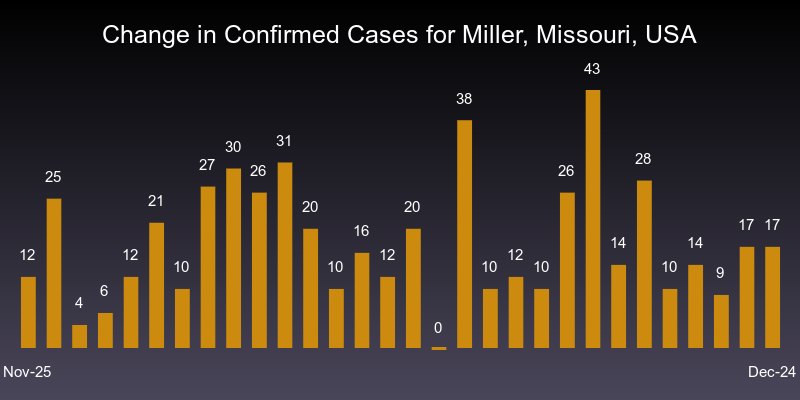 Change in Confirmed Cases for Miller, Missouri, USA
12 25 4 6 12 21 10 27 30 26 31 20 10 16 12 20 0 38 10 12 10 26 43 14 28 10 14 9 17 17
Nov-25 Dec-24